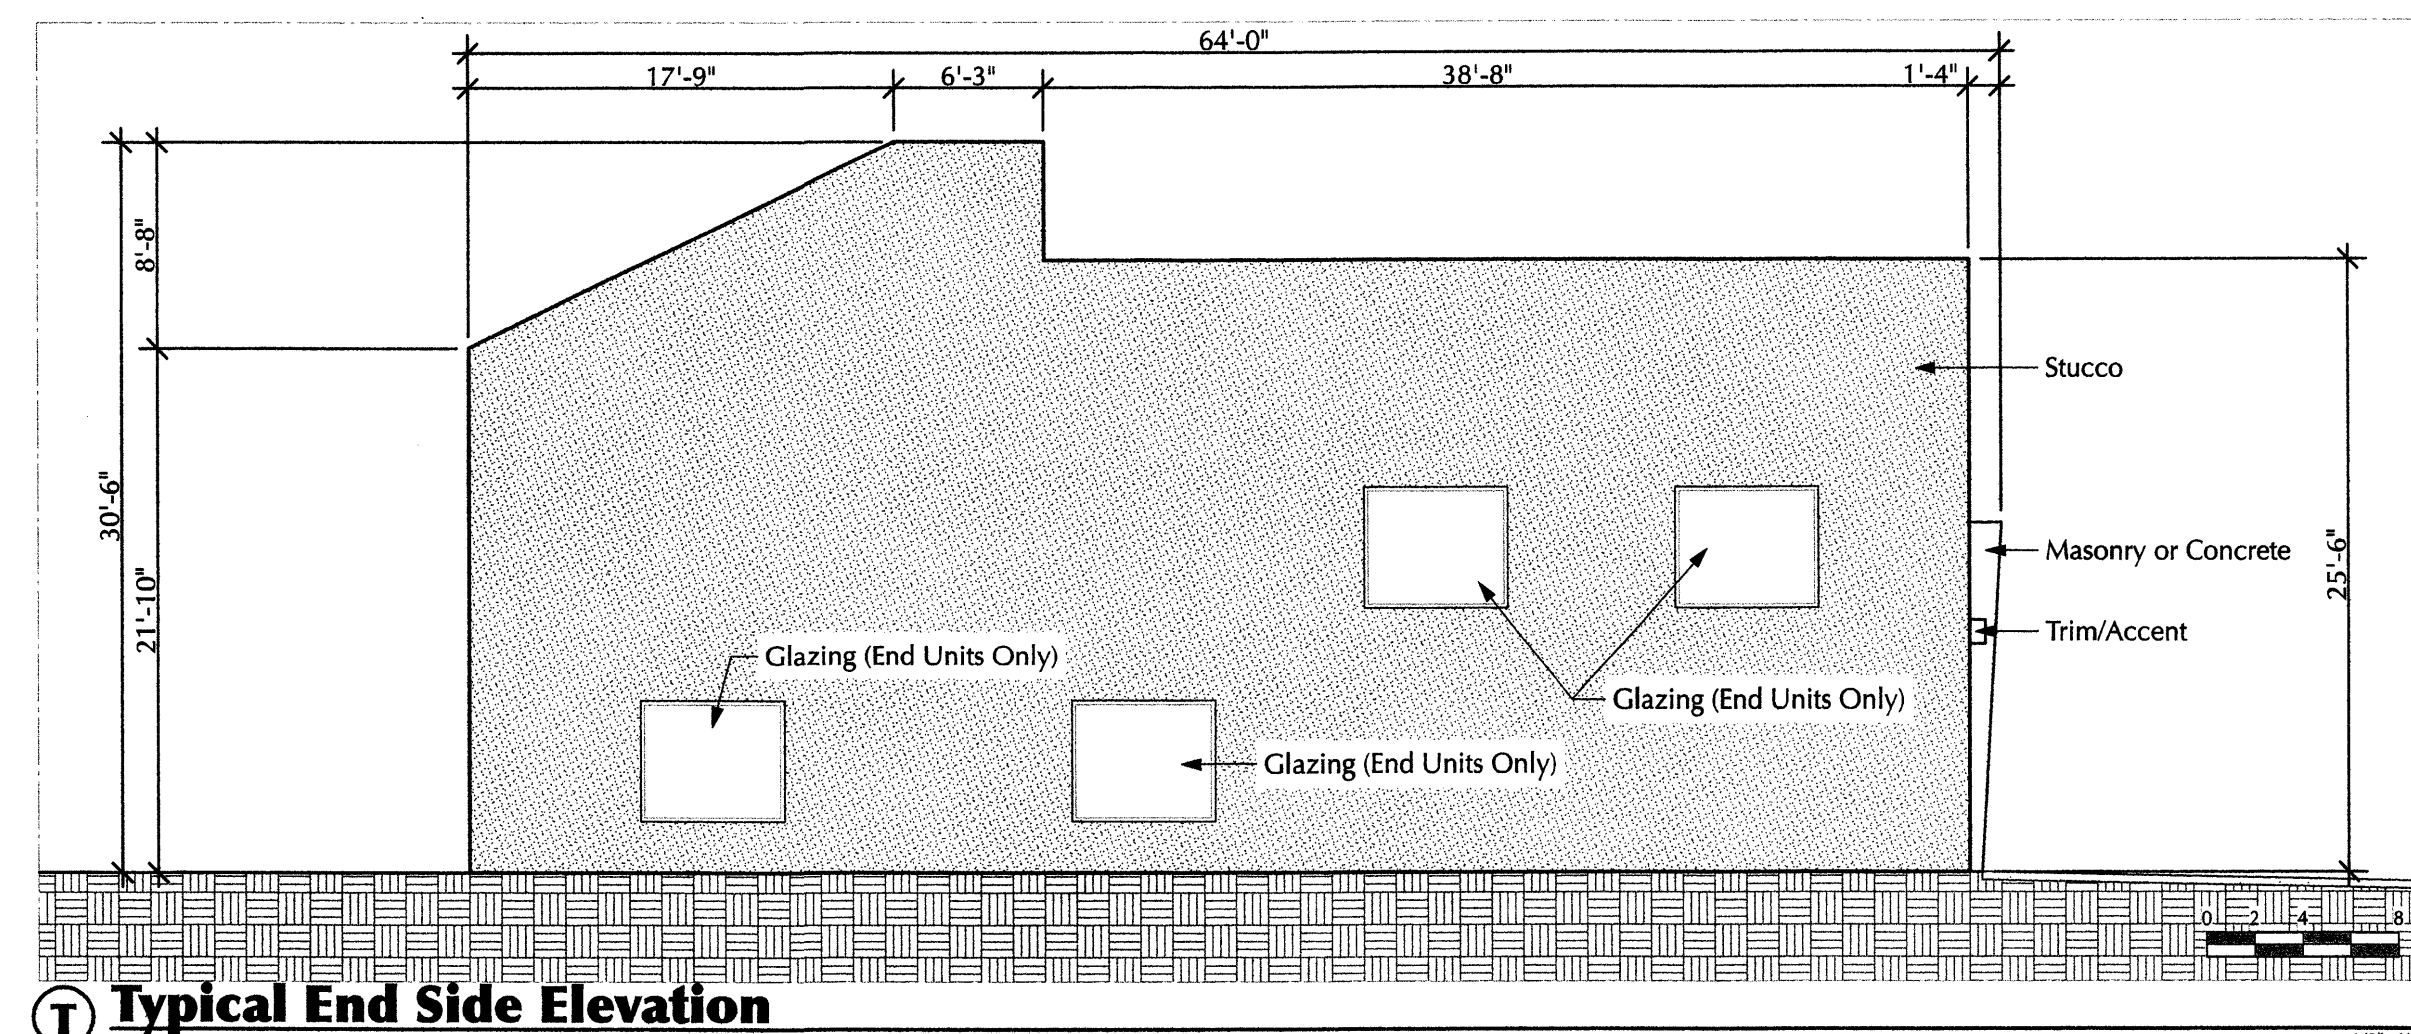 64'-0"
17'-9" 6'-3" 38'-8" 1'-4"
8'-8"
30'-6"
21'-10"
25'-6"
Stucco
Masonry or Concrete
Trim/Accent
Glazing (End Units Only)
Glazing (End Units Only)
Glazing (End Units Only)
0 2 4 8
T Typical End Side Elevation